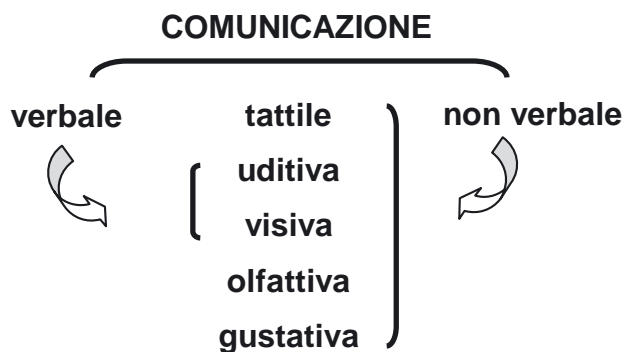 COMUNICAZIONE
verbale tattile non verbale
uditiva
visiva
olfattiva
gustativa